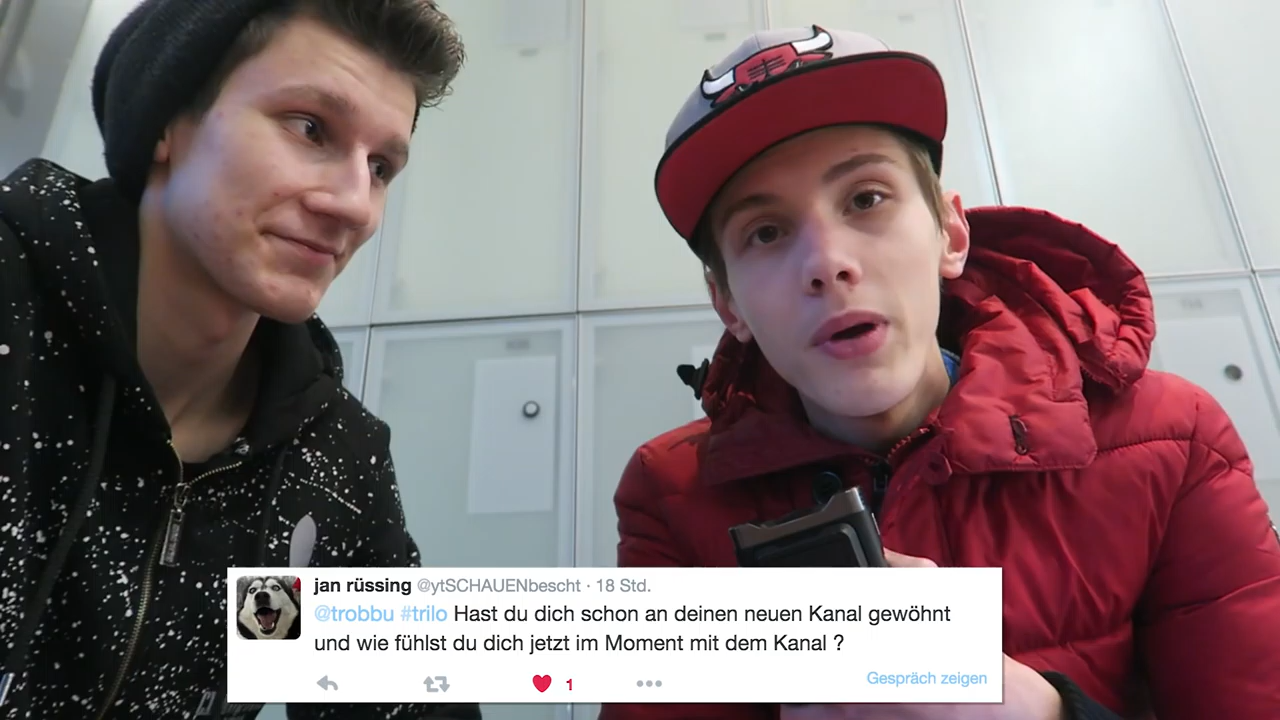 jan rüssing @ytSCHAUENbescht · 18 Std.
@trobbu #trilo Hast du dich schon an deinen neuen Kanal gewöhnt
und wie fühlst du dich jetzt im Moment mit dem Kanal ?
1
Gespräch zeigen